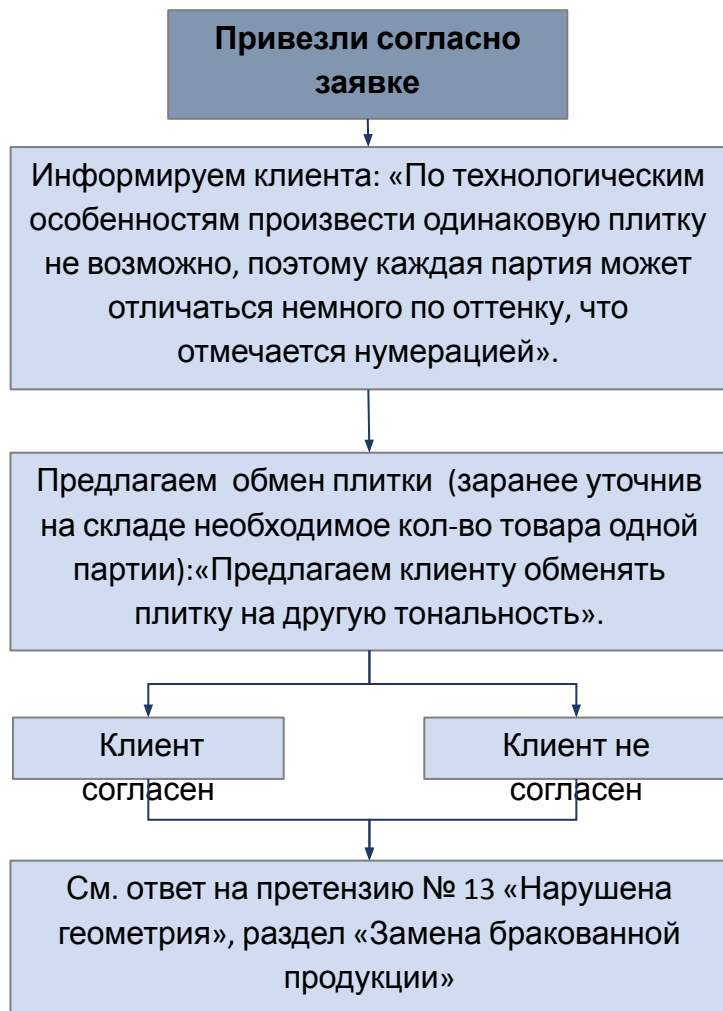 Привезли согласно
заявке
Информируем клиента: «По технологическим
особенностям произвести одинаковую плитку
не возможно, поэтому каждая партия может
отличаться немного по оттенку, что
отмечается нумерацией».
Предлагаем обмен плитки (заранее уточнив
на складе необходимое кол-во товара одной
партии):«Предлагаем клиенту обменять
плитку на другую тональность».
Клиент
согласен
Клиент не
согласен
См. ответ на претензию № 13 «Нарушена
геометрия», раздел «Замена бракованной
продукции»